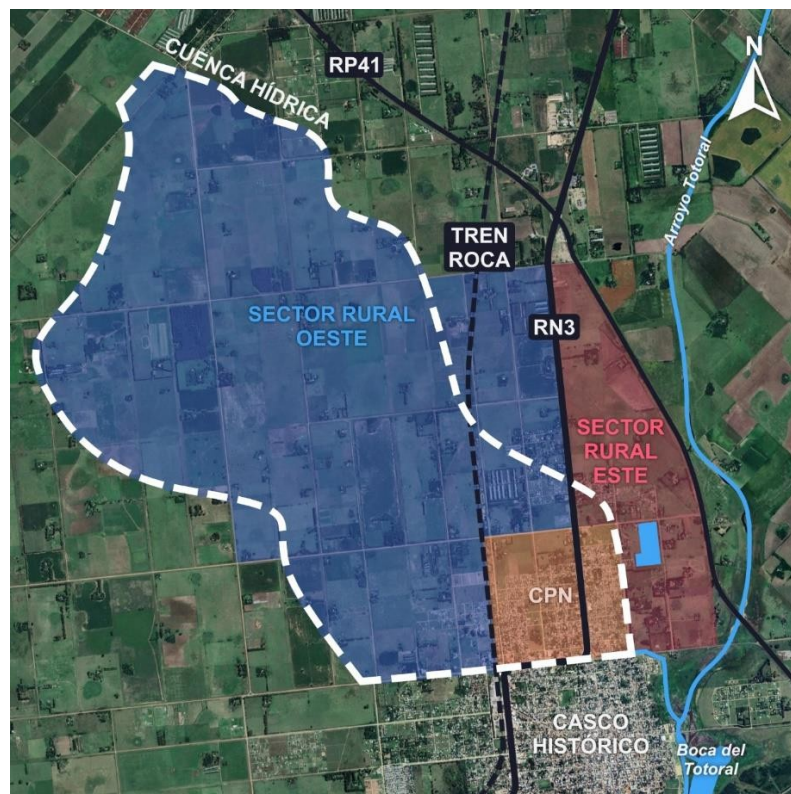 CUENCA HÍDRICA
RP41
N
Arroyo Totoral
TREN
ROCA
SECTOR RURAL
OESTE
RN3
SECTOR
RURAL
ESTE
CPN
CASCO
HISTÓRICO
Boca del
Totoral